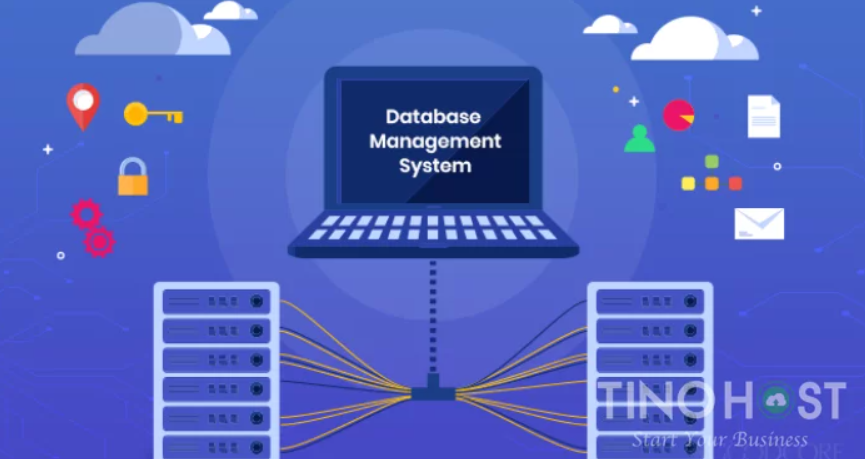 Database
Management
System
TINOHOST
Start Your Business